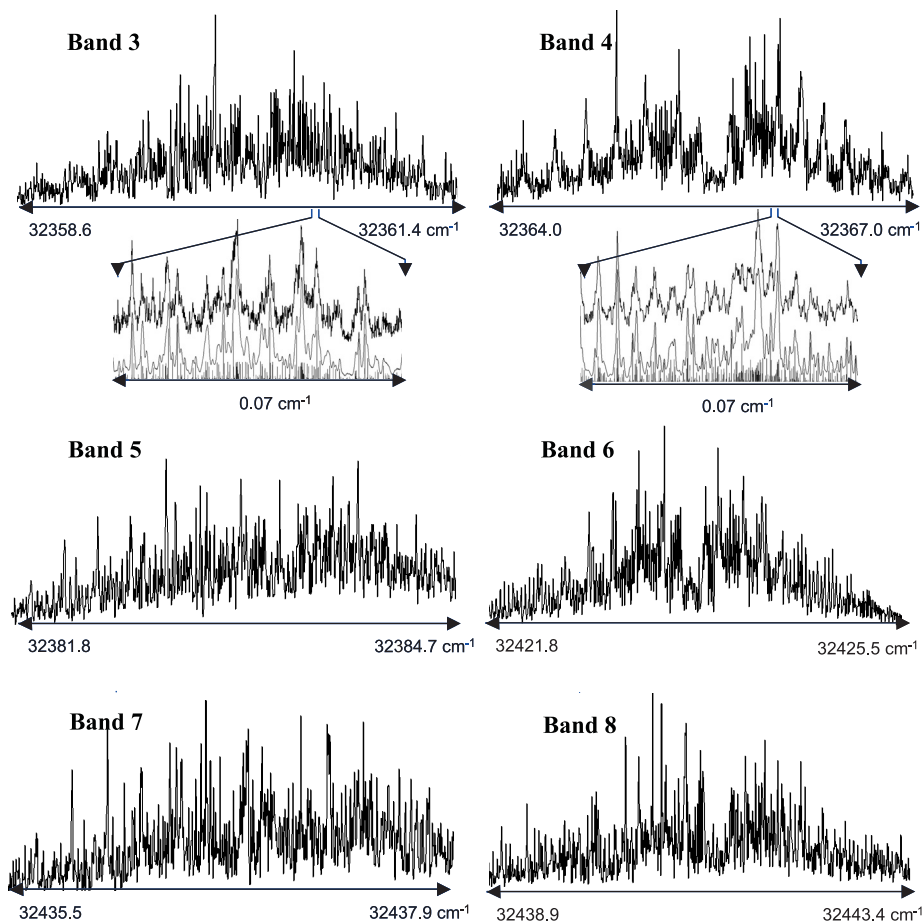 Band 3
Band 4
32358.6
32361.4 cm⁻¹
32364.0
32367.0 cm⁻¹
0.07 cm⁻¹
0.07 cm⁻¹
Band 5
Band 6
32381.8
32384.7 cm⁻¹
32421.8
32425.5 cm⁻¹
Band 7
Band 8
32435.5
32437.9 cm⁻¹
32438.9
32443.4 cm⁻¹